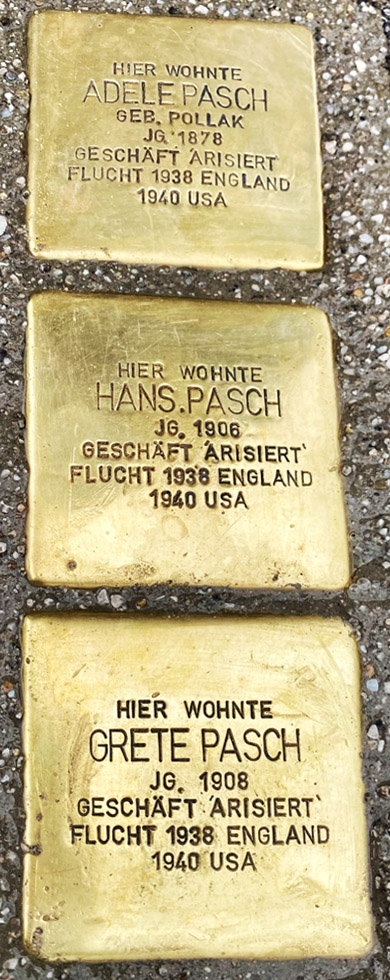 HIER WOHNTE
ADELE PASCH
GEB. POLLAK
JG. 1878
GESCHÄFT 'ARISIERT'
FLUCHT 1938 ENGLAND
1940 USA
HIER WOHNTE
HANS.PASCH
JG. 1906
GESCHÄFT 'ARISIERT'
FLUCHT 1938 ENGLAND
1940 USA
HIER WOHNTE
GRETE PASCH
JG. 1908
GESCHÄFT 'ARISIERT'
FLUCHT 1938 ENGLAND
1940 USA